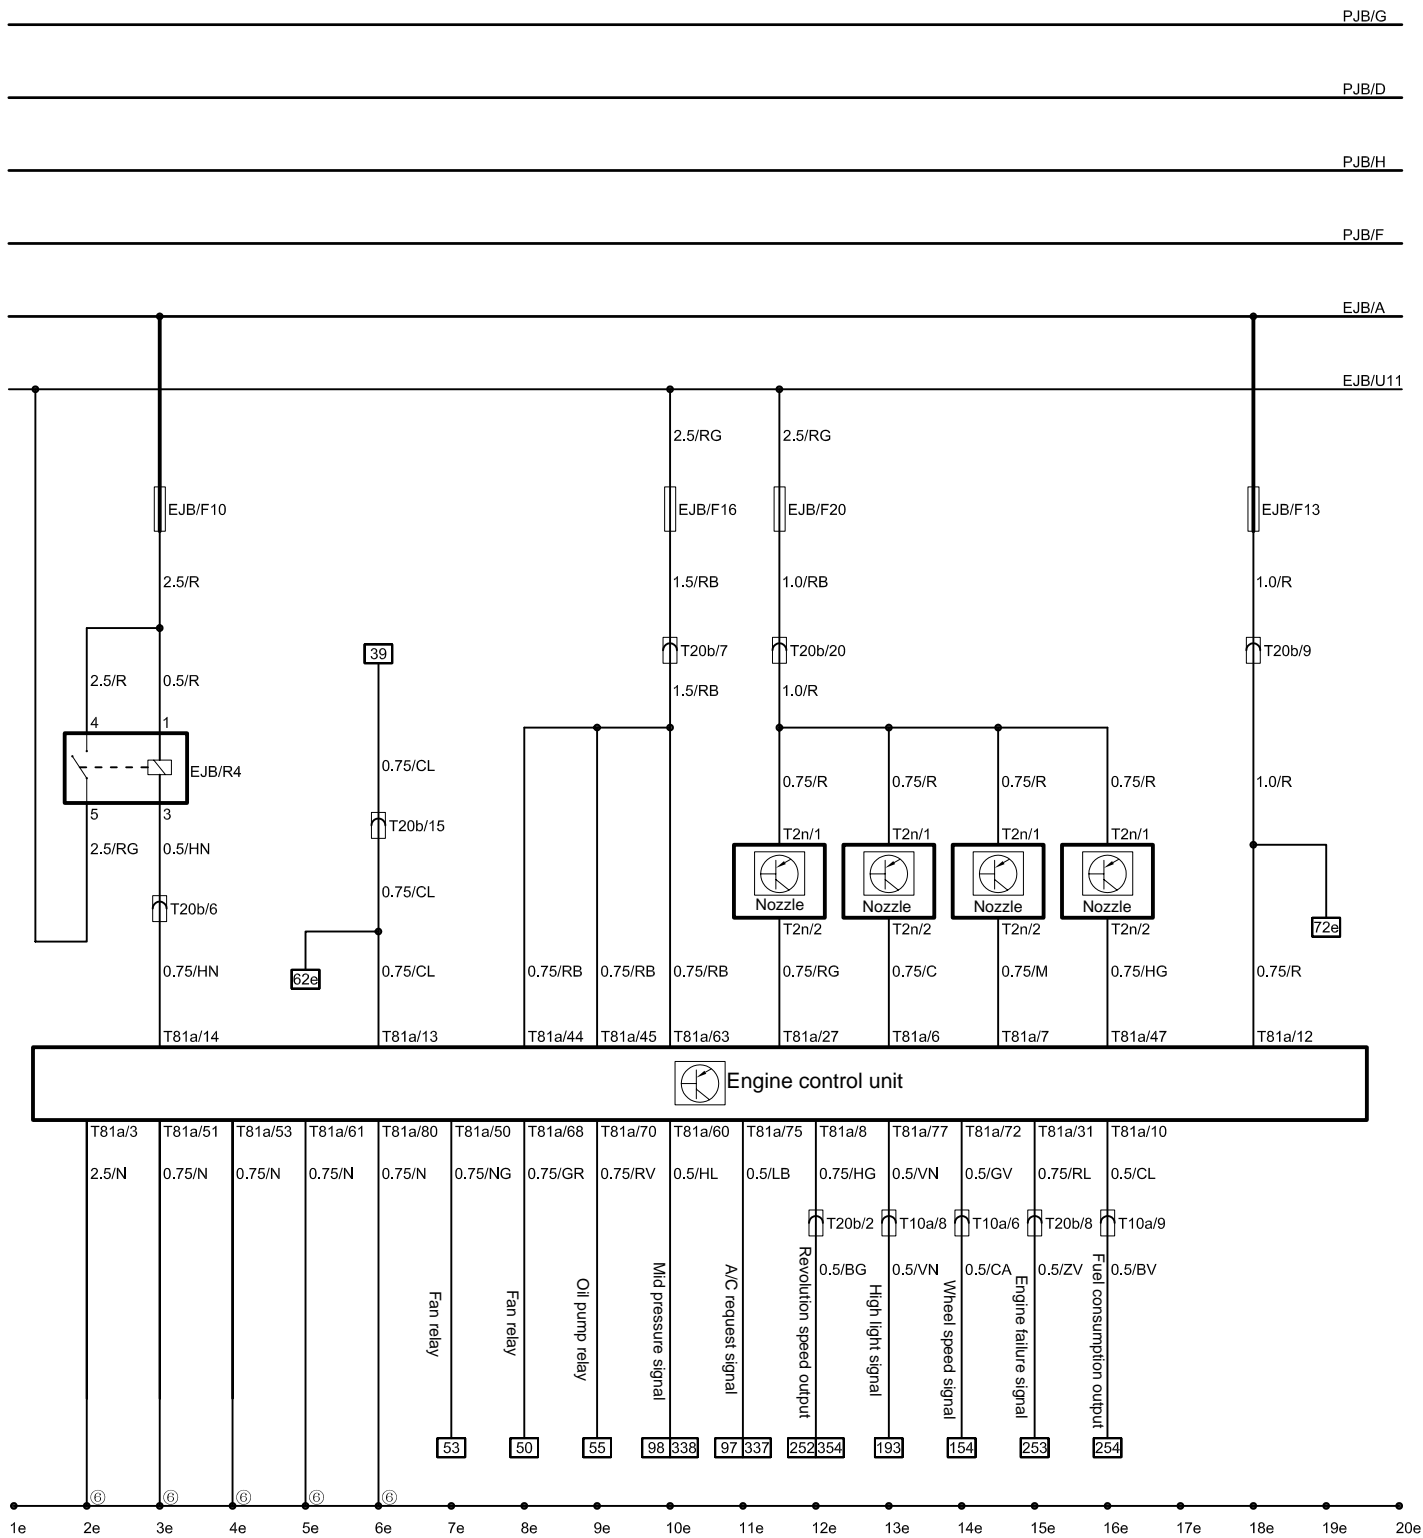 PJB/G
PJB/D
PJB/H
PJB/F
EJB/A
EJB/U11
2.5/RG 2.5/RG
EJB/F10 EJB/F16 EJB/F20 EJB/F13
2.5/R 1.5/RB 1.0/RB 1.0/R
39 T20b/7 T20b/20 T20b/9
2.5/R 0.5/R 1.5/RB 1.0/R
4 1
EJB/R4 0.75/CL 0.75/R 0.75/R 0.75/R 0.75/R 1.0/R
5 3
T20b/15 T2n/1 T2n/1 T2n/1 T2n/1
2.5/RG 0.5/HN
0.75/CL
T20b/6 Nozzle Nozzle Nozzle Nozzle
T2n/2 T2n/2 T2n/2 T2n/2 72e
0.75/HN 62e 0.75/CL 0.75/RB 0.75/RB 0.75/RB 0.75/RG 0.75/C 0.75/M 0.75/HG 0.75/R
T81a/14 T81a/13 T81a/44 T81a/45 T81a/63 T81a/27 T81a/6 T81a/7 T81a/47 T81a/12
Engine control unit
T81a/3 T81a/51 T81a/53 T81a/61 T81a/80 T81a/50 T81a/68 T81a/70 T81a/60 T81a/75 T81a/8 T81a/77 T81a/72 T81a/31 T81a/10
2.5/N 0.75/N 0.75/N 0.75/N 0.75/N 0.75/NG 0.75/GR 0.75/RV 0.5/HL 0.5/LB 0.75/HG 0.5/VN 0.5/GV 0.75/RL 0.5/CL
T20b/2 T10a/8 T10a/6 T20b/8 T10a/9
0.5/BG 0.5/VN 0.5/CA 0.5/ZV 0.5/BV
Fan relay
Fan relay
Oil pump relay
Mid pressure signal
A/C request signal
Revolution speed output
High light signal
Wheel speed signal
Engine failure signal
Fuel consumption output
53 50 55 98 338 97 337 252 354 193 154 253 254
⑥ ⑥ ⑥ ⑥ ⑥
1e 2e 3e 4e 5e 6e 7e 8e 9e 10e 11e 12e 13e 14e 15e 16e 17e 18e 19e 20e